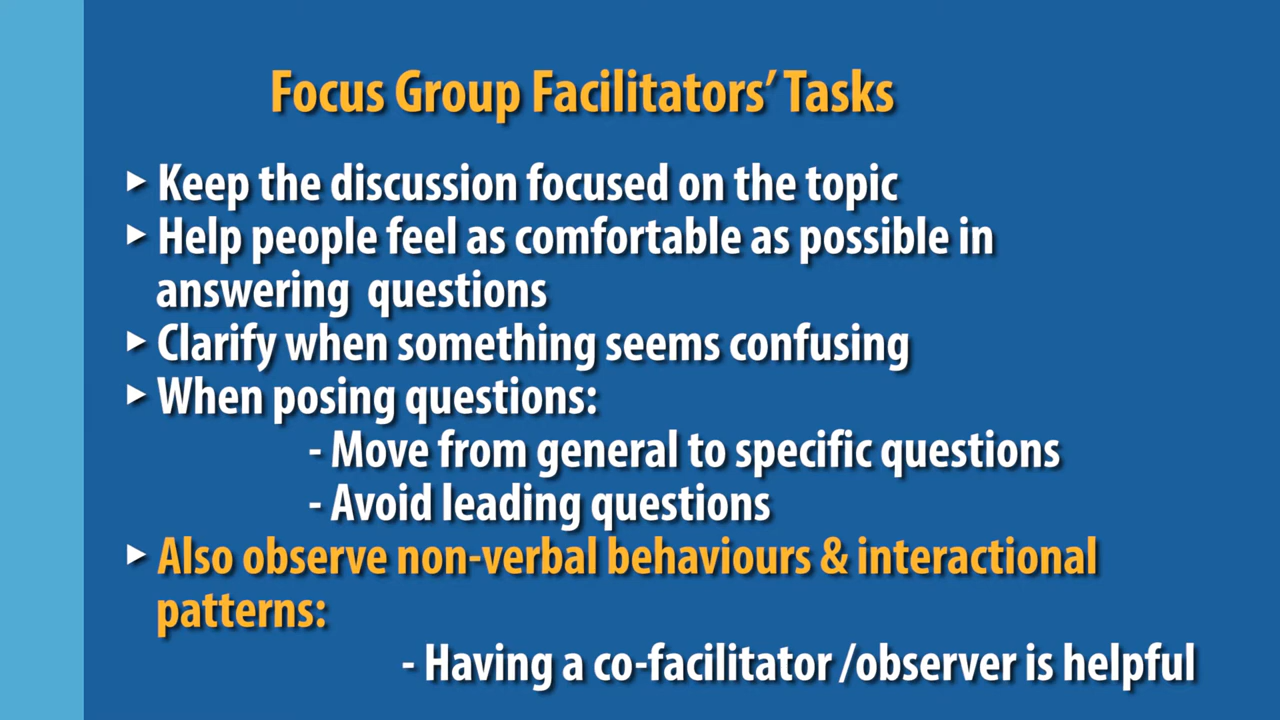 Focus Group Facilitators’ Tasks
‣ Keep the discussion focused on the topic
‣ Help people feel as comfortable as possible in
answering questions
‣ Clarify when something seems confusing
‣ When posing questions:
- Move from general to specific questions
- Avoid leading questions
‣ Also observe non-verbal behaviours & interactional
patterns:
- Having a co-facilitator /observer is helpful